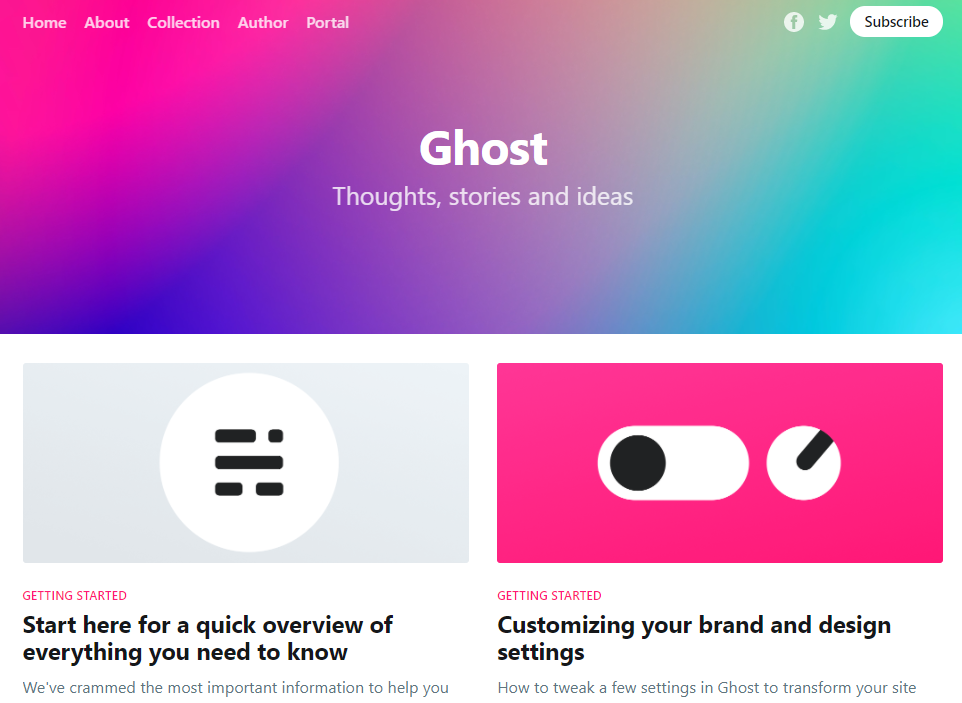 Home About Collection Author Portal
Subscribe
Ghost
Thoughts, stories and ideas
GETTING STARTED
Start here for a quick overview of
everything you need to know
We've crammed the most important information to help you
GETTING STARTED
Customizing your brand and design
settings
How to tweak a few settings in Ghost to transform your site